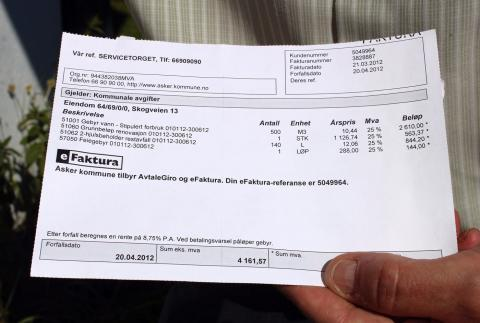 FAKTURA
Vår ref. SERVICETORGET, Tlf: 66909090
Org.nr: 944382038MVA
Telefon 66 90 90 00, http://www.asker.kommune.no
Kundenummer 5049964
Fakturanummer 3828887
Fakturadato 21.03.2012
Forfallsdato 20.04.2012
Deres ref.
Gjelder: Kommunale avgifter
Eiendom 64/69/0/0, Skogveien 13
Beskrivelse Antall Enhet Årspris Mva Beløp
51001 Gebyr vann - Stipulert forbruk 010112-300612 500 M3 10,44 25 % 2 610,00 *
51060 Grunnbeløp renovasjon 010112-300612 1 STK 1 126,74 25 % 563,37 *
51062 2-hjulsbeholder restavfall 010112-300612 140 L 12,06 25 % 844,20 *
57050 Feiegebyr 010112-300612 1 LØP 288,00 25 % 144,00 *
eFaktura
Asker kommune tilbyr AvtaleGiro og eFaktura. Din eFaktura-referanse er 5049964.
Etter forfall beregnes en rente på 8,75% P.A. Ved betalingsvarsel påløper gebyr.
Forfallsdato Sum eks. mva * Sum mva.
20.04.2012 4 161,57